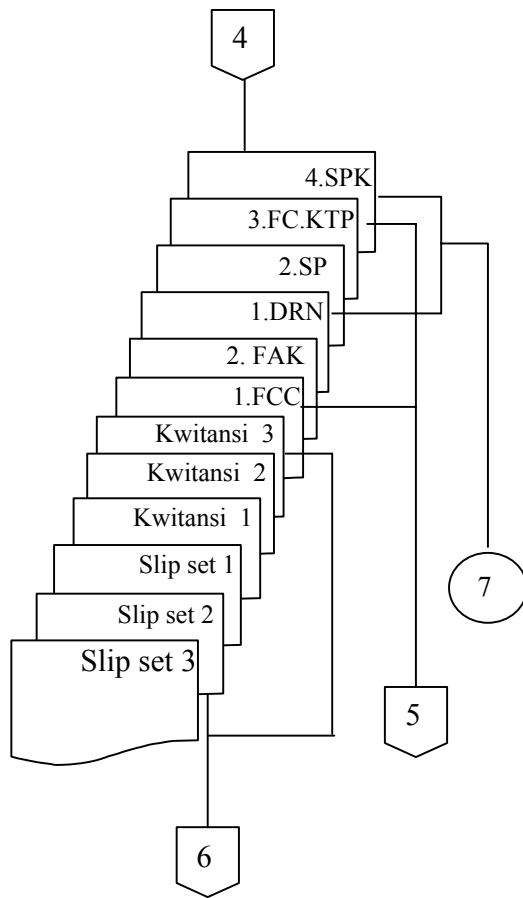 4
4.SPK
3.FC.KTP
2.SP
1.DRN
2. FAK
1.FCC
Kwitansi 3
Kwitansi 2
Kwitansi 1
Slip set 1
Slip set 2
Slip set 3
7
5
6